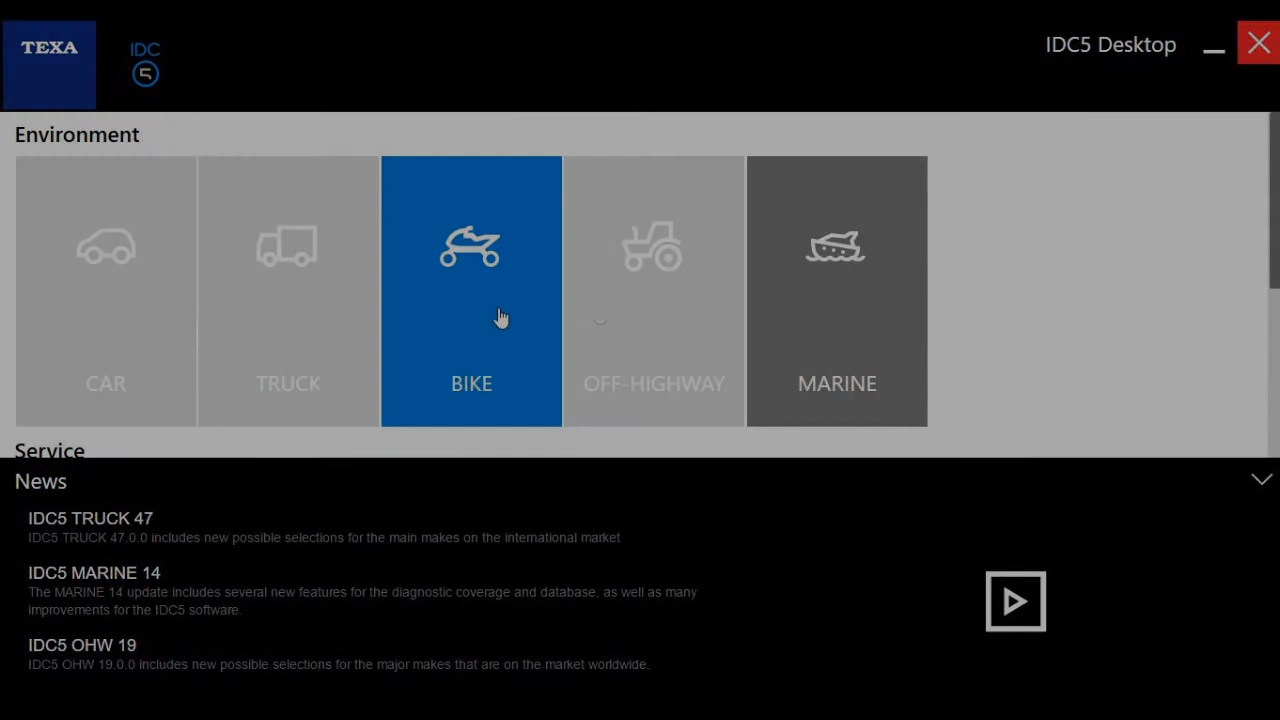 TEXA
IDC
5
IDC5 Desktop
Environment
CAR
TRUCK
BIKE
OFF-HIGHWAY
MARINE
Service
News
IDC5 TRUCK 47
IDC5 TRUCK 47.0.0 includes new possible selections for the main makes on the international market
IDC5 MARINE 14
The MARINE 14 update includes several new features for the diagnostic coverage and database, as well as many
improvements for the IDC5 software.
IDC5 OHW 19
IDC5 OHW 19.0.0 includes new possible selections for the major makes that are on the market worldwide.